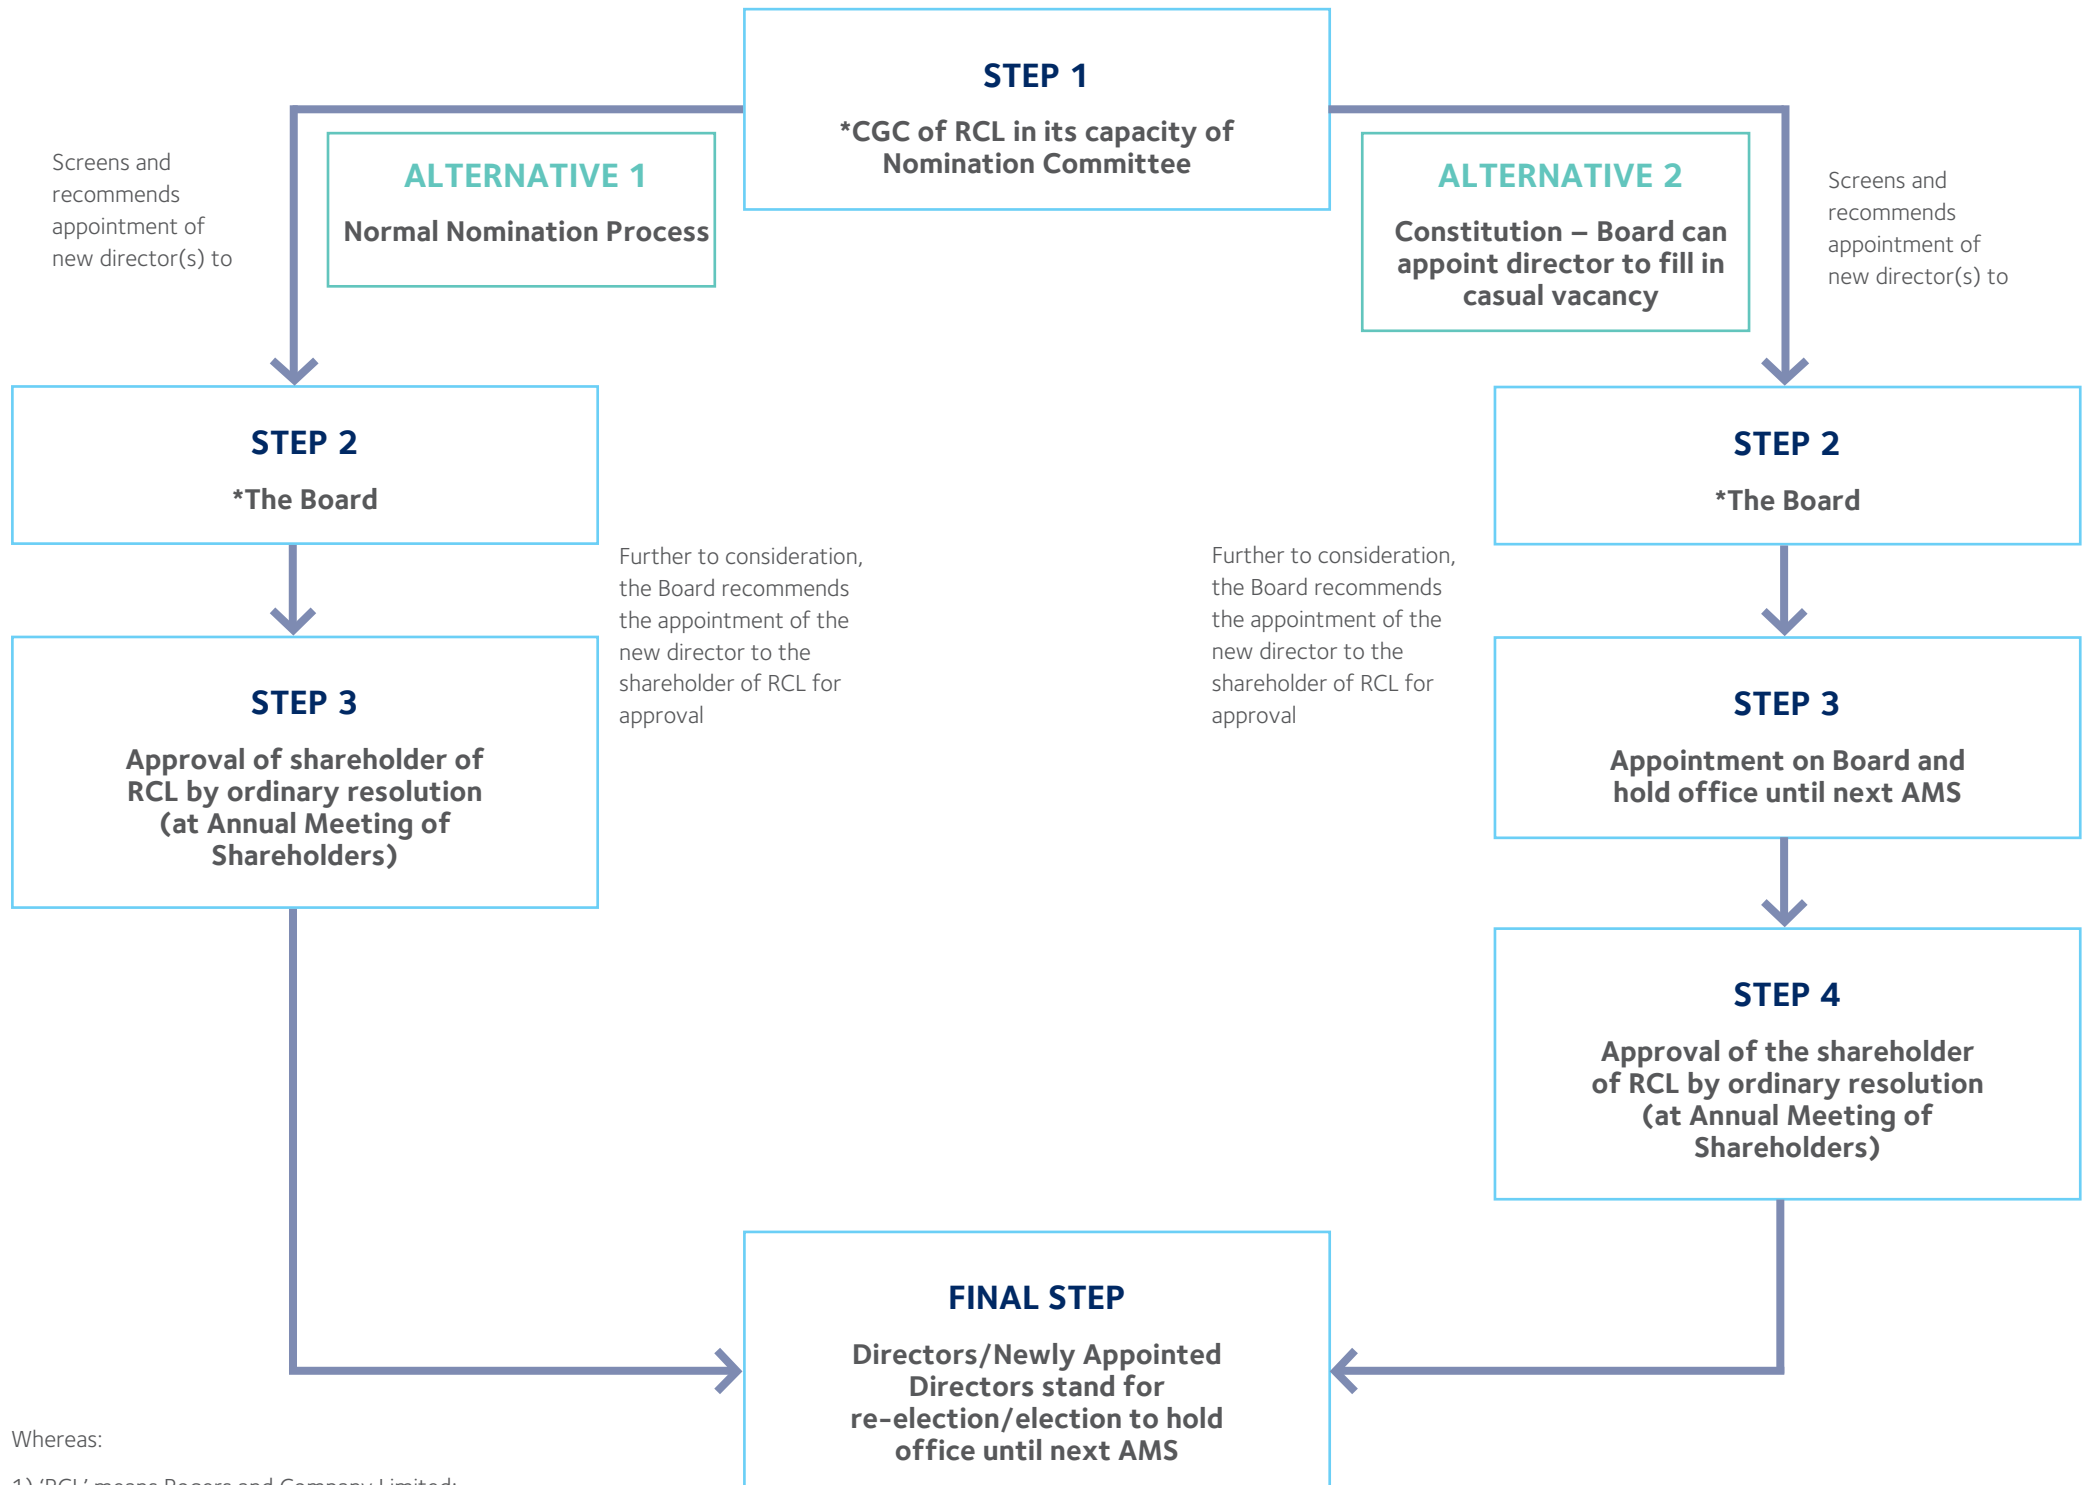 STEP 1
*CGC of RCL in its capacity of
Nomination Committee
Screens and
recommends
appointment of
new director(s) to
ALTERNATIVE 1
Normal Nomination Process
ALTERNATIVE 2
Constitution – Board can
appoint director to fill in
casual vacancy
Screens and
recommends
appointment of
new director(s) to
STEP 2
*The Board
Further to consideration,
the Board recommends
the appointment of the
new director to the
shareholder of RCL for
approval
STEP 3
Approval of shareholder of
RCL by ordinary resolution
(at Annual Meeting of
Shareholders)
STEP 2
*The Board
Further to consideration,
the Board recommends
the appointment of the
new director to the
shareholder of RCL for
approval
STEP 3
Appointment on Board and
hold office until next AMS
STEP 4
Approval of the shareholder
of RCL by ordinary resolution
(at Annual Meeting of
Shareholders)
FINAL STEP
Directors/Newly Appointed
Directors stand for
re-election/election to hold
office until next AMS
Whereas:
1) ‘RCL’ means Rogers and Company Limited;